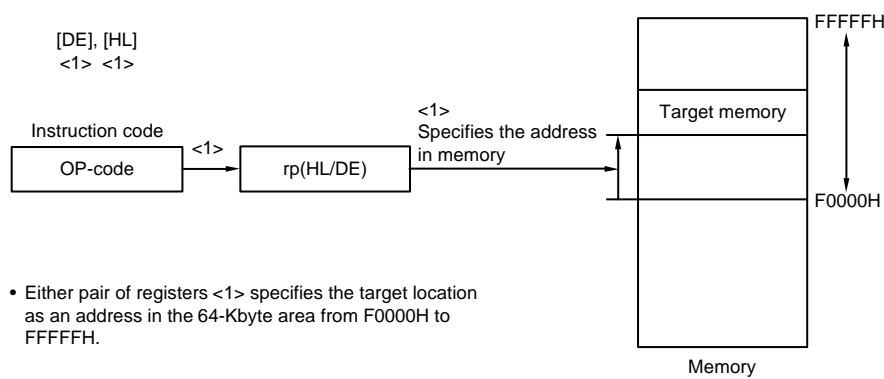 [DE], [HL]
<1> <1>
Instruction code
OP-code
<1>
rp(HL/DE)
<1>
Specifies the address
in memory
FFFFFH
Target memory
F0000H
Memory
• Either pair of registers <1> specifies the target location
as an address in the 64-Kbyte area from F0000H to
FFFFFH.